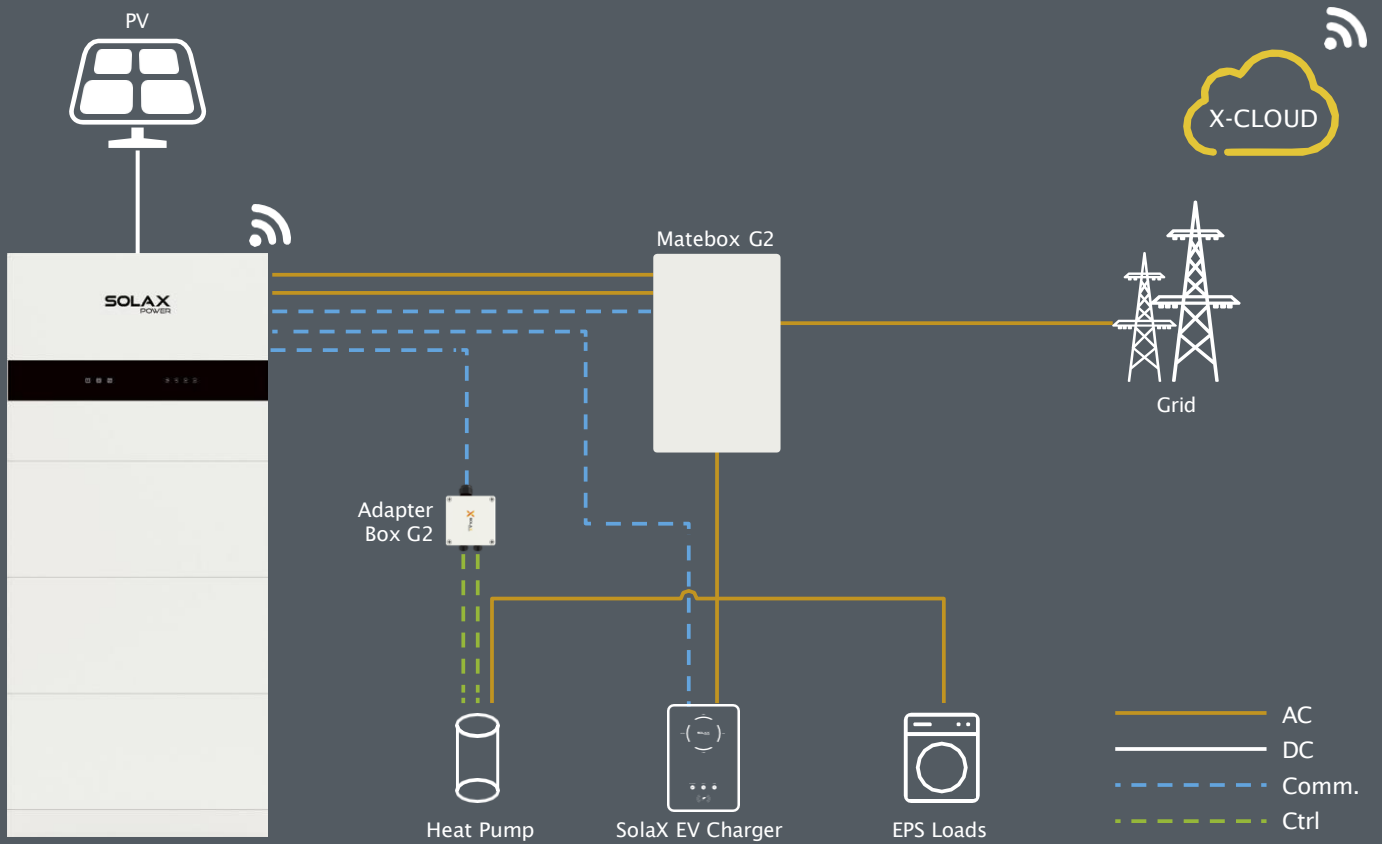 PV
X-CLOUD
SOLAX
POWER
Matebox G2
Grid
Adapter
Box G2
Heat Pump
SolaX EV Charger
EPS Loads
AC
DC
Comm.
Ctrl